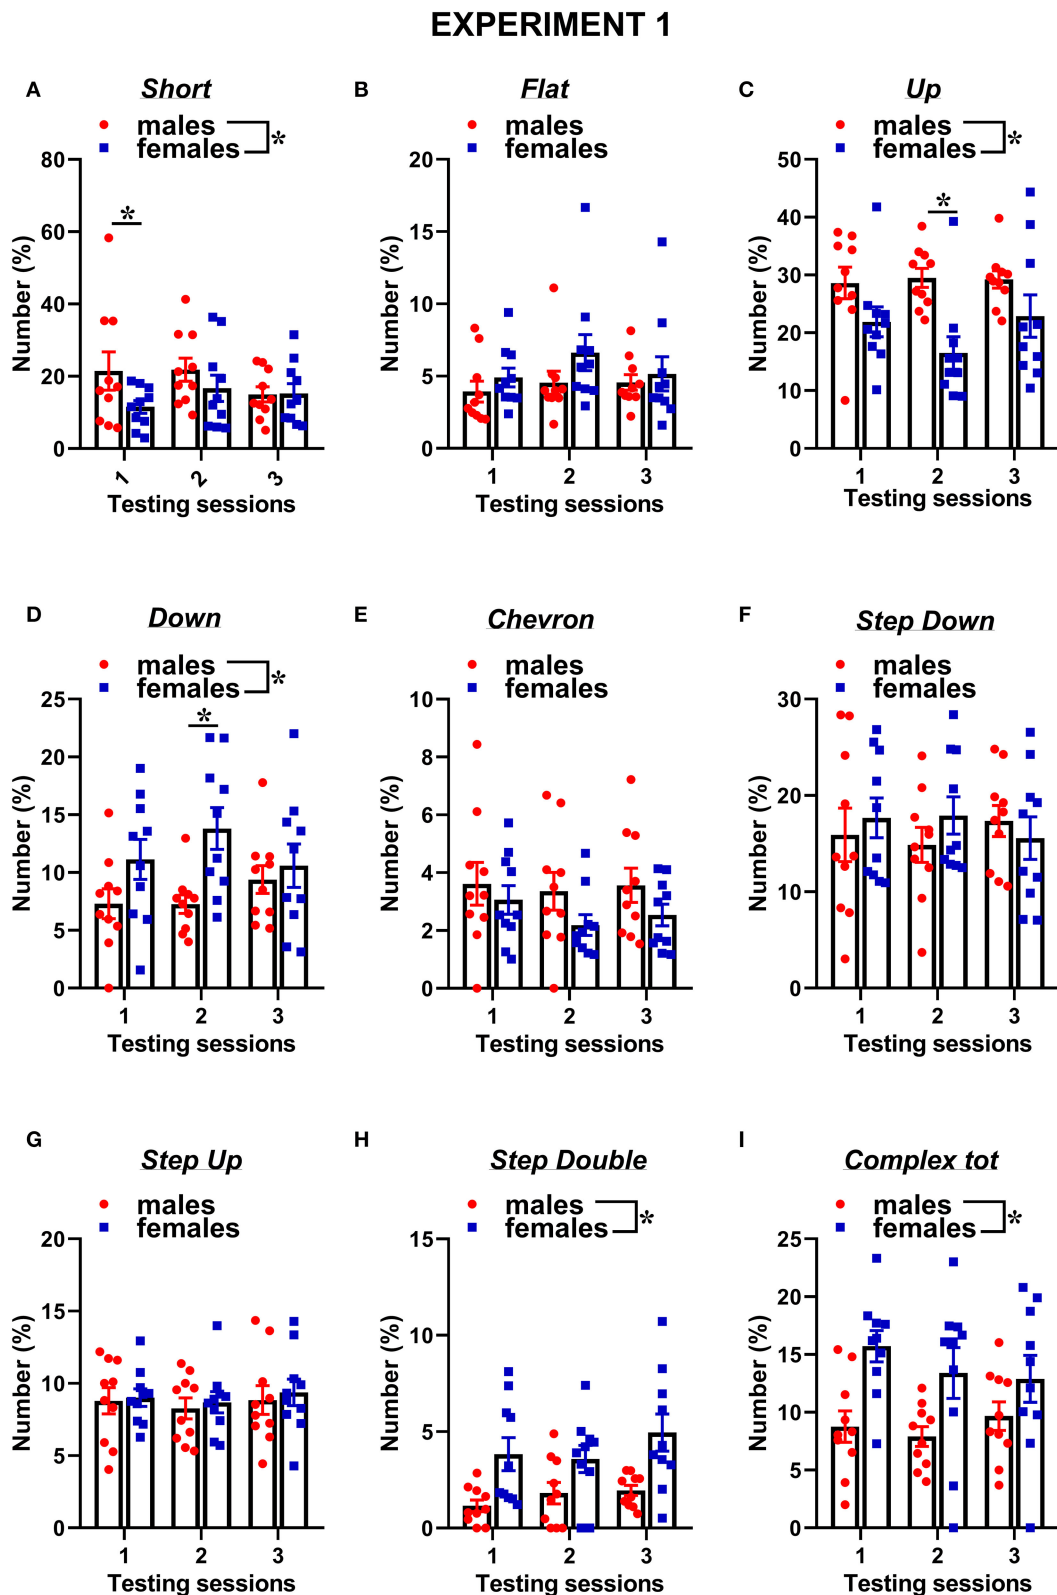 EXPERIMENT 1
A Short
males
females *
*
Number (%)
80
60
40
20
0
1 2 3
Testing sessions
B Flat
males
females
Number (%)
20
15
10
5
0
1 2 3
Testing sessions
C Up
males
females *
*
Number (%)
50
40
30
20
10
0
1 2 3
Testing sessions
D Down
males
females *
*
Number (%)
25
20
15
10
5
0
1 2 3
Testing sessions
E Chevron
males
females
Number (%)
10
8
6
4
2
0
1 2 3
Testing sessions
F Step Down
males
females
Number (%)
30
20
10
0
1 2 3
Testing sessions
G Step Up
males
females
Number (%)
20
15
10
5
0
1 2 3
Testing sessions
H Step Double
males
females *
Number (%)
15
10
5
0
1 2 3
Testing sessions
I Complex tot
males
females *
Number (%)
25
20
15
10
5
0
1 2 3
Testing sessions